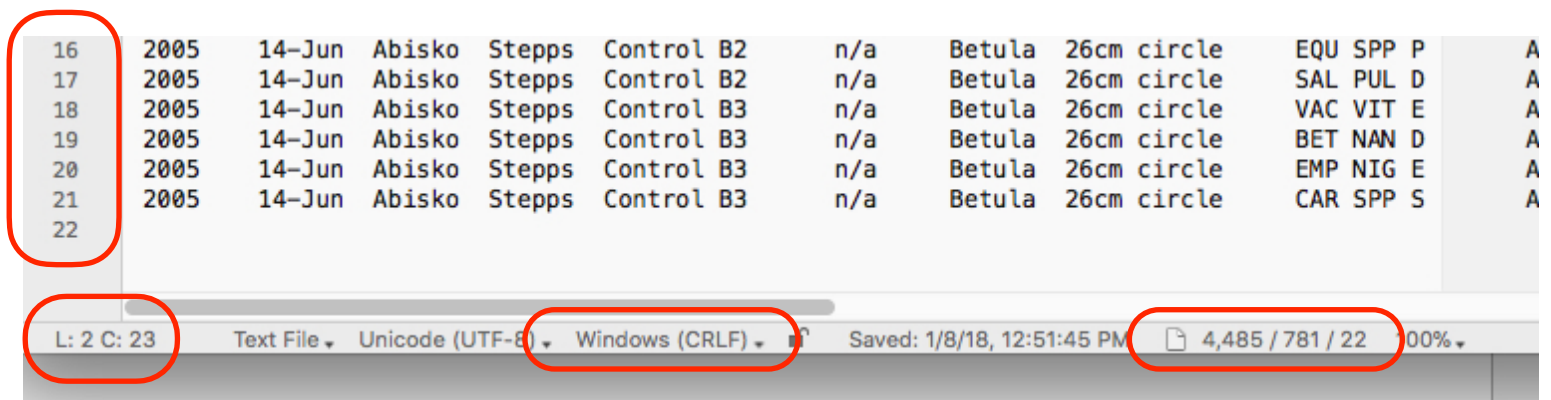 16 2005 14-Jun Abisko Stepps Control B2 n/a Betula 26cm circle EQU SPP P A
17 2005 14-Jun Abisko Stepps Control B2 n/a Betula 26cm circle SAL PUL D A
18 2005 14-Jun Abisko Stepps Control B3 n/a Betula 26cm circle VAC VIT E A
19 2005 14-Jun Abisko Stepps Control B3 n/a Betula 26cm circle BET NAN D A
20 2005 14-Jun Abisko Stepps Control B3 n/a Betula 26cm circle EMP NIG E A
21 2005 14-Jun Abisko Stepps Control B3 n/a Betula 26cm circle CAR SPP S A
22
L: 2 C: 23 Text File Unicode (UTF-8) Windows (CRLF) Saved: 1/8/18, 12:51:45 PM 4,485 / 781 / 22 100%